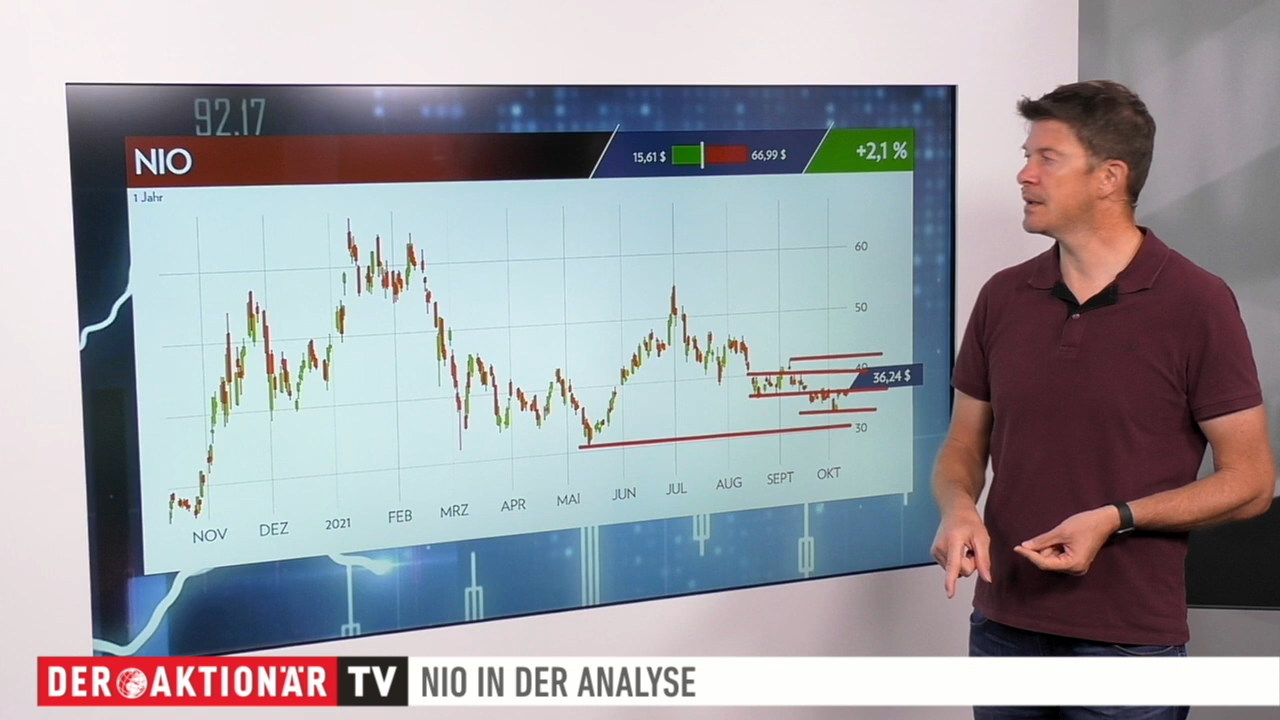 92.17
NIO
15,61 $ 66,99 $
+2,1 %
1 Jahr
60
50
40
36,24 $
30
NOV DEZ 2021 FEB MRZ APR MAI JUN JUL AUG SEPT OKT
DER AKTIONÄR TV NIO IN DER ANALYSE